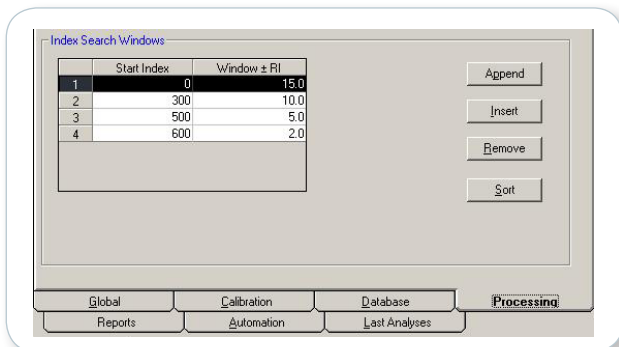 Index Search Windows
Start Index Window ± RI
1 0 15.0
2 300 10.0
3 500 5.0
4 600 2.0
Append
Insert
Remove
Sort
Global Calibration Database Processing
Reports Automation Last Analyses